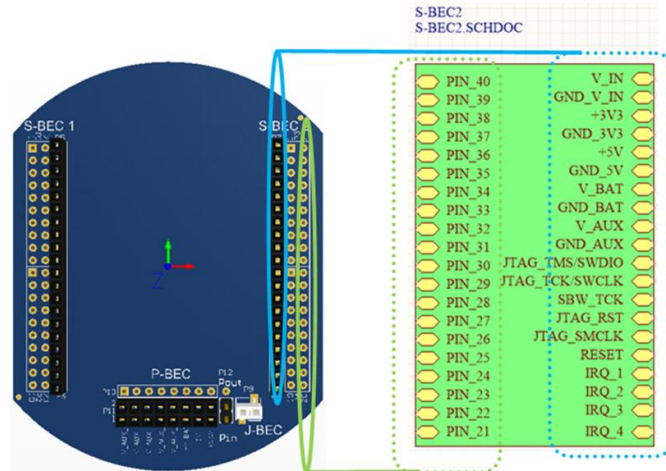 S-BEC2
S-BEC2.SCHDOC
PIN_40 V_IN
PIN_39 GND_V_IN
PIN_38 +3V3
PIN_37 GND_3V3
PIN_36 +5V
PIN_35 GND_5V
PIN_34 V_BAT
PIN_33 GND_BAT
PIN_32 V_AUX
PIN_31 GND_AUX
PIN_30 JTAG_TMS/SWDIO
PIN_29 JTAG_TCK/SWCLK
PIN_28 SBW_TCK
PIN_27 JTAG_RST
PIN_26 JTAG_SMCLK
PIN_25 RESET
PIN_24 IRQ_1
PIN_23 IRQ_2
PIN_22 IRQ_3
PIN_21 IRQ_4
S-BEC 1
S-BEC
Z
P-BEC
P12
Pout
P9
J-BEC
Pin